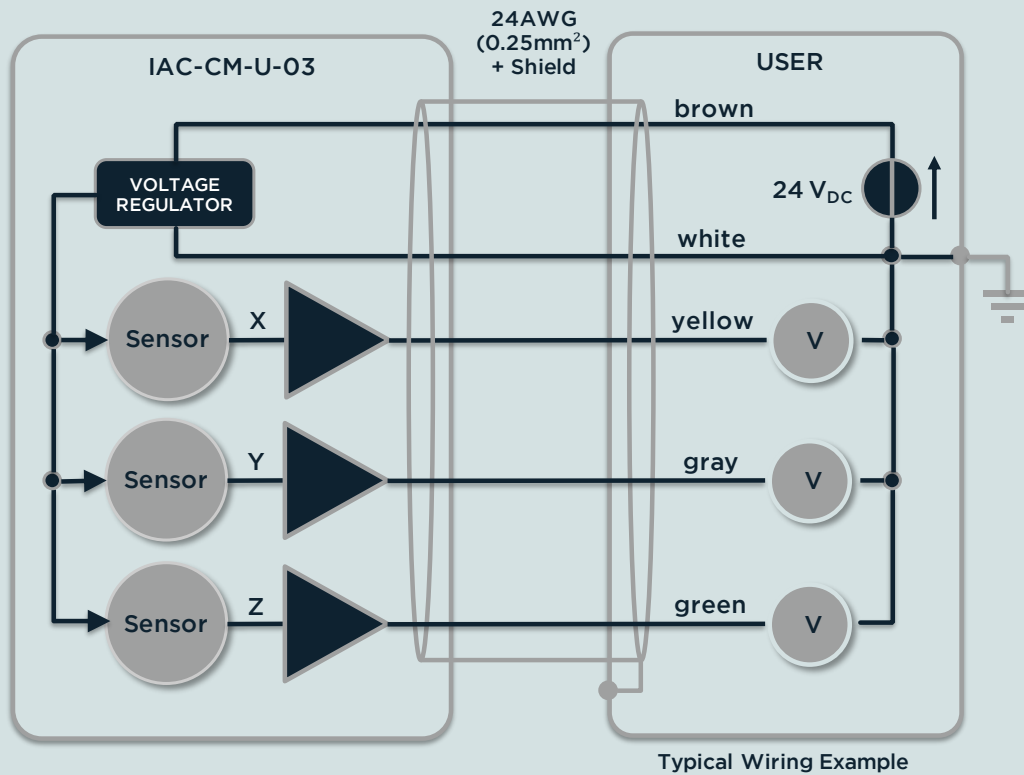 24AWG
(0.25mm²)
+ Shield
IAC-CM-U-03
USER
brown
VOLTAGE
REGULATOR
24 VDC
white
Sensor
X
yellow
V
Sensor
Y
gray
V
Sensor
Z
green
V
Typical Wiring Example